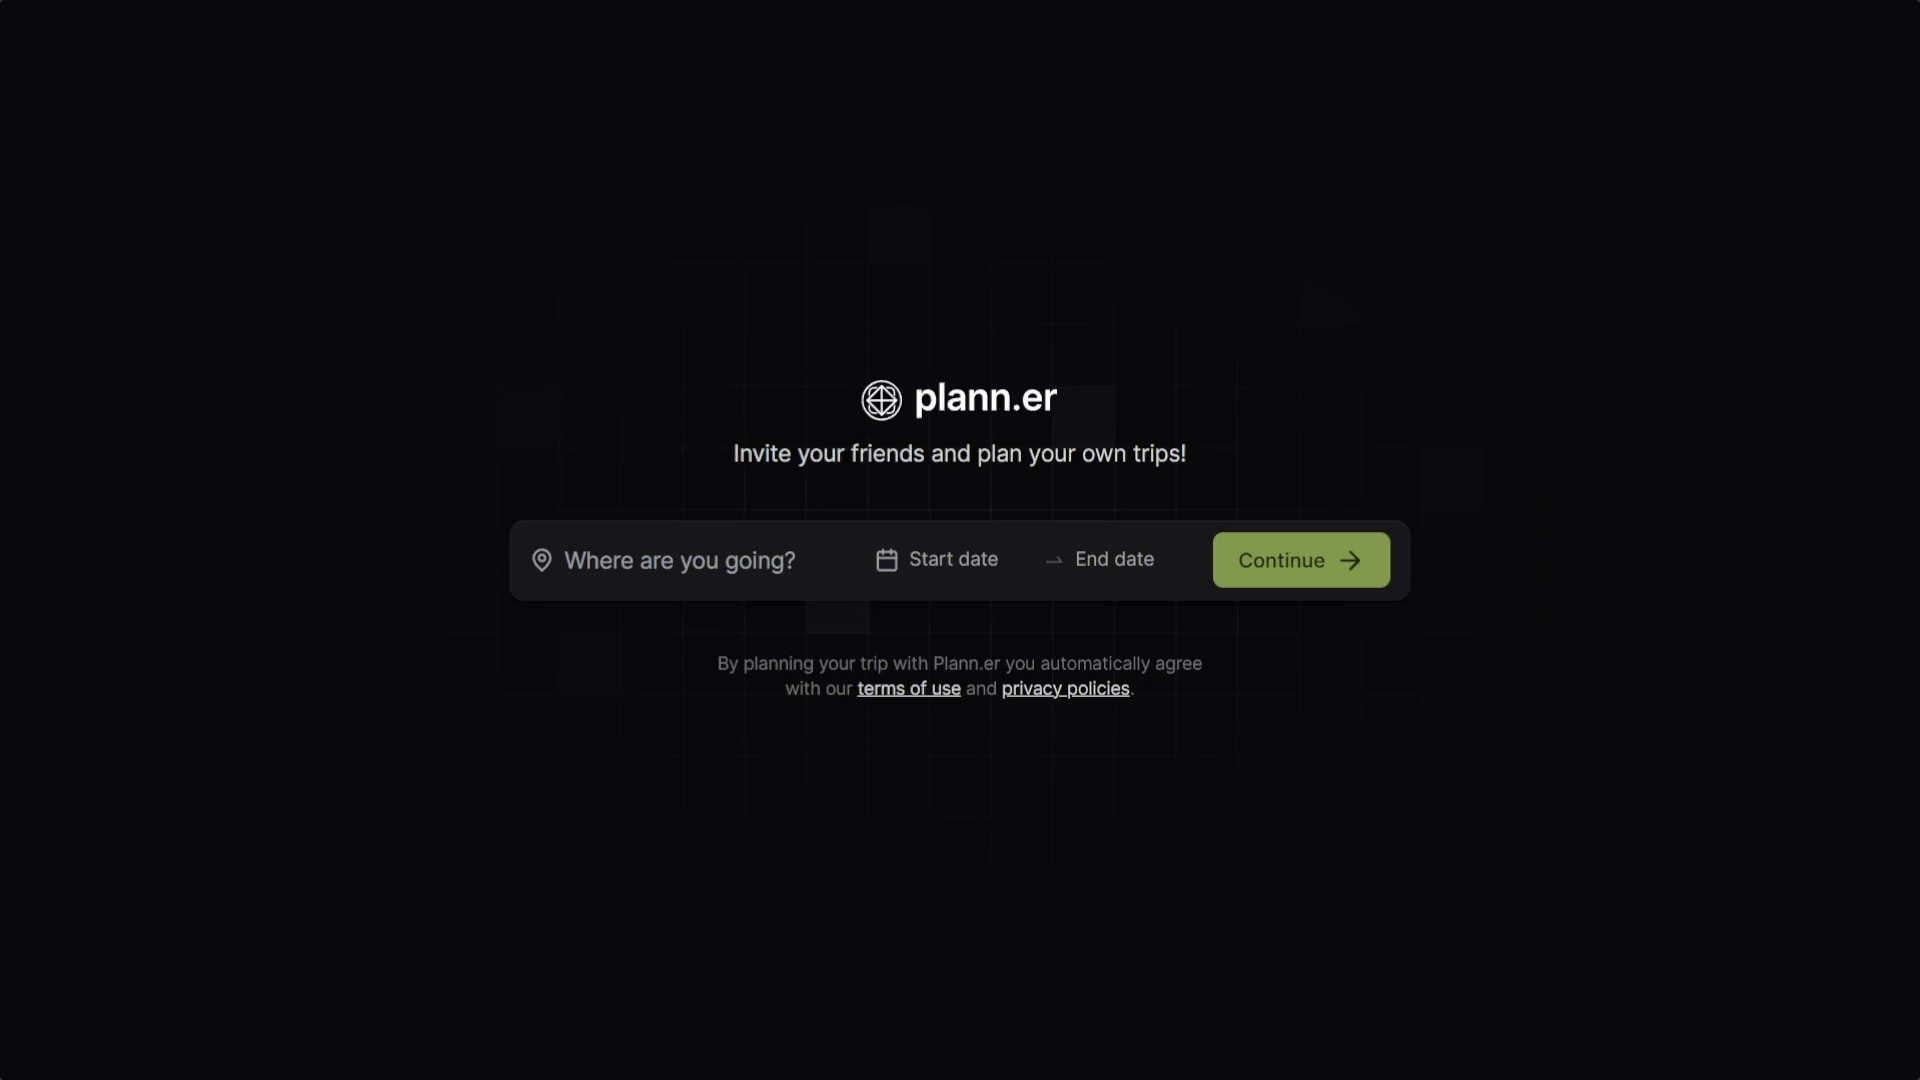 plann.er
Invite your friends and plan your own trips!
Where are you going?
Start date
End date
Continue
By planning your trip with Plann.er you automatically agree
with our terms of use and privacy policies.